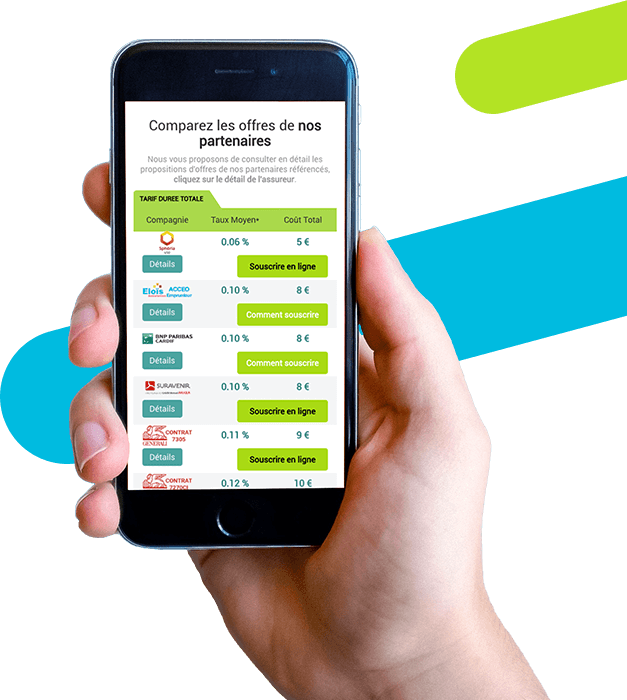 Comparez les offres de nos
partenaires
Nous vous proposons de consulter en détail les
propositions d'offres de nos partenaires référencés,
cliquez sur le détail de l'assureur.
TARIF DUREE TOTALE
Compagnie Taux Moyen* Coût Total
Synéria
0.06 % 5 €
Détails Souscrire en ligne
Elois ACCEO
Emprunteur
0.10 % 8 €
Détails Comment souscrire
BNP PARIBAS
CARDIF
0.10 % 8 €
Détails Comment souscrire
SURAVENIR
0.10 % 8 €
Détails Souscrire en ligne
GENERALI
CONTRAT
7305
0.11 % 9 €
Détails Souscrire en ligne
CONTRAT
7270CI
0.12 % 10 €